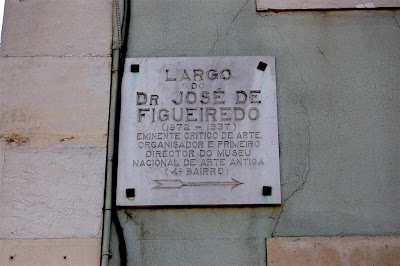 LARGO
DO
DR. JOSÉ DE
FIGUEIREDO
(1872 - 1937)
EMINENTE CRITICO DE ARTE,
ORGANISADOR E PRIMEIRO
DIRECTOR DO MUSEU
NACIONAL DE ARTE ANTIGA
(4º BAIRRO)